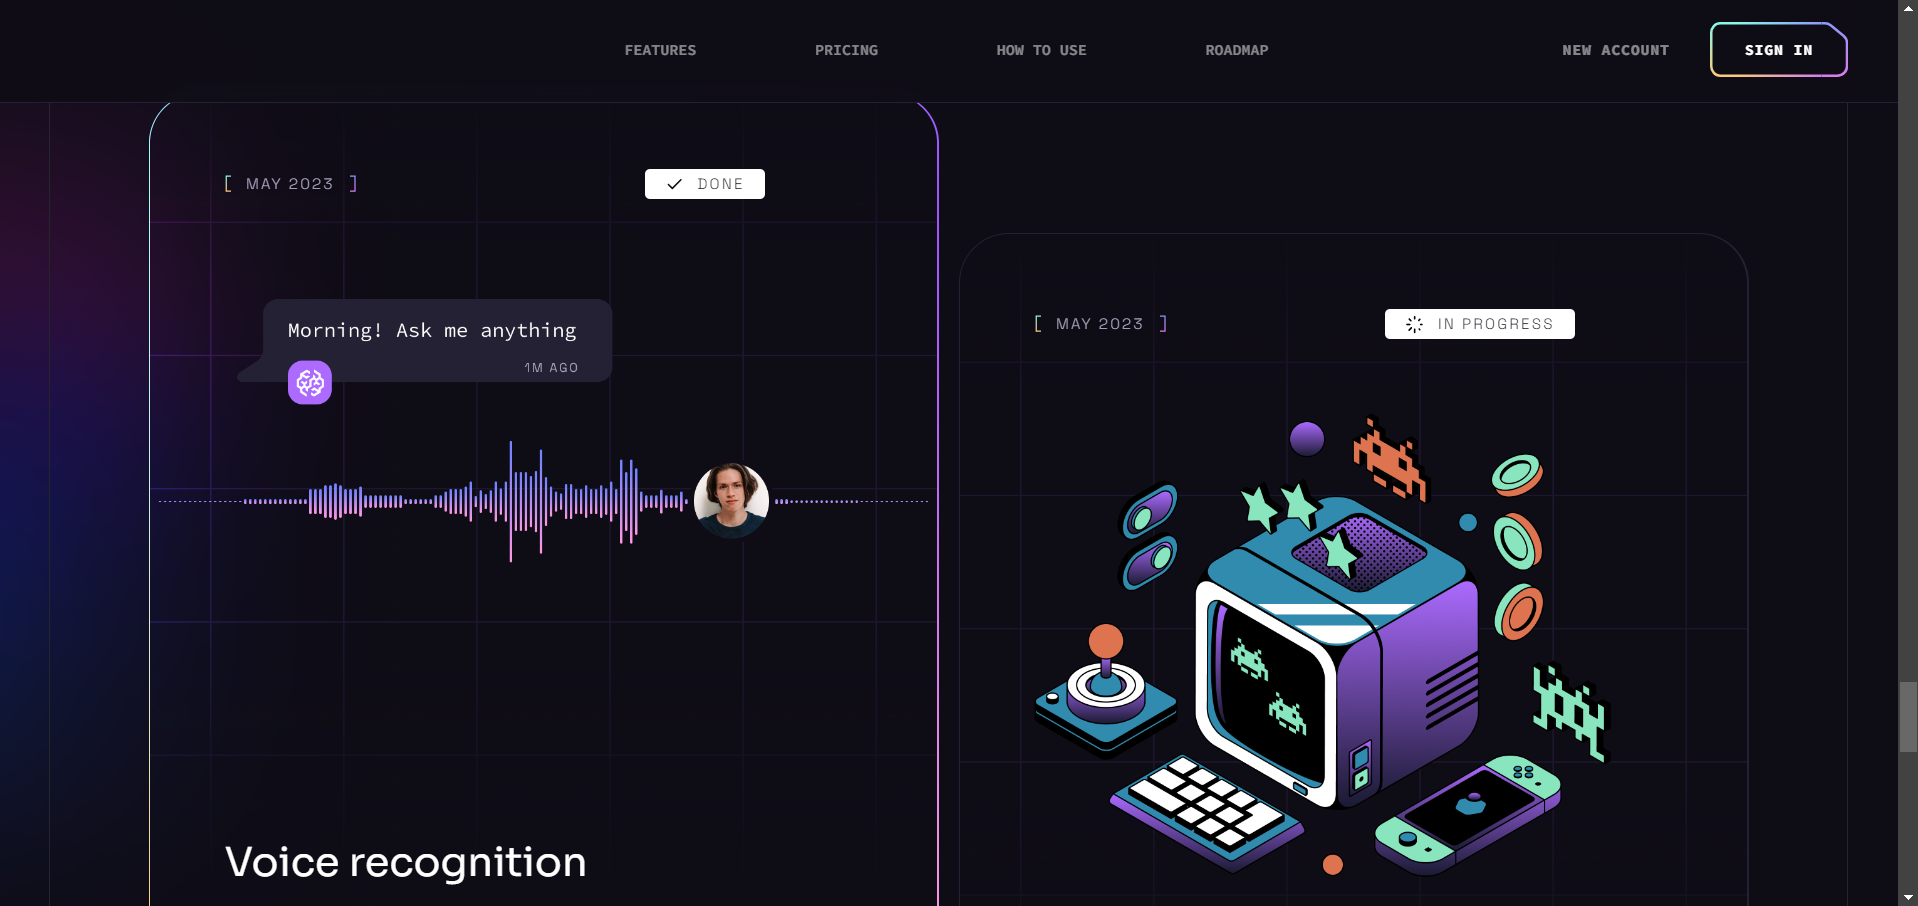 FEATURES
PRICING
HOW TO USE
ROADMAP
NEW ACCOUNT
SIGN IN
[ MAY 2023 ]
DONE
Morning! Ask me anything
1M AGO
Voice recognition
[ MAY 2023 ]
IN PROGRESS